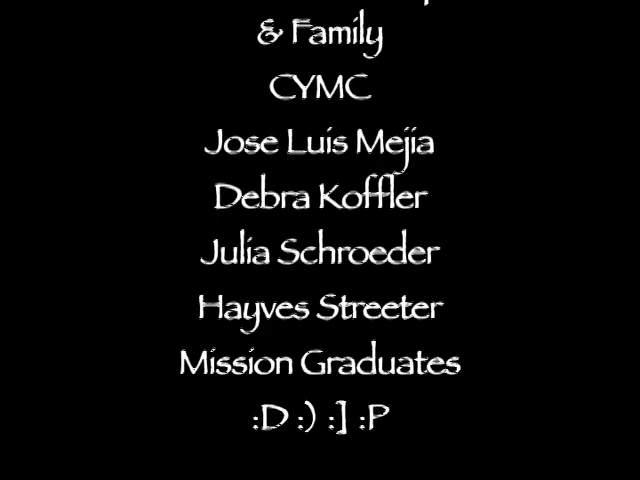 & Family
CYMC
Jose Luis Mejia
Debra Koffler
Julia Schroeder
Hayves Streeter
Mission Graduates
:D :) :] :P